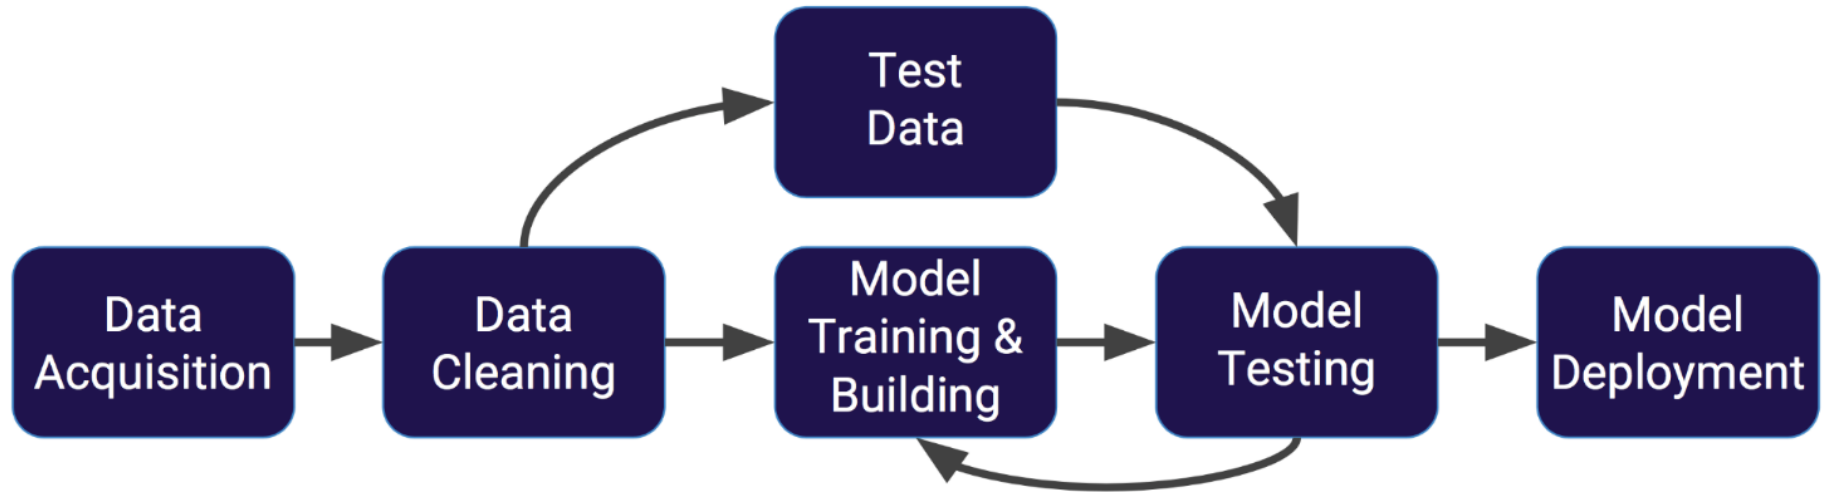 Test
Data
Data
Acquisition
Data
Cleaning
Model
Training &
Building
Model
Testing
Model
Deployment